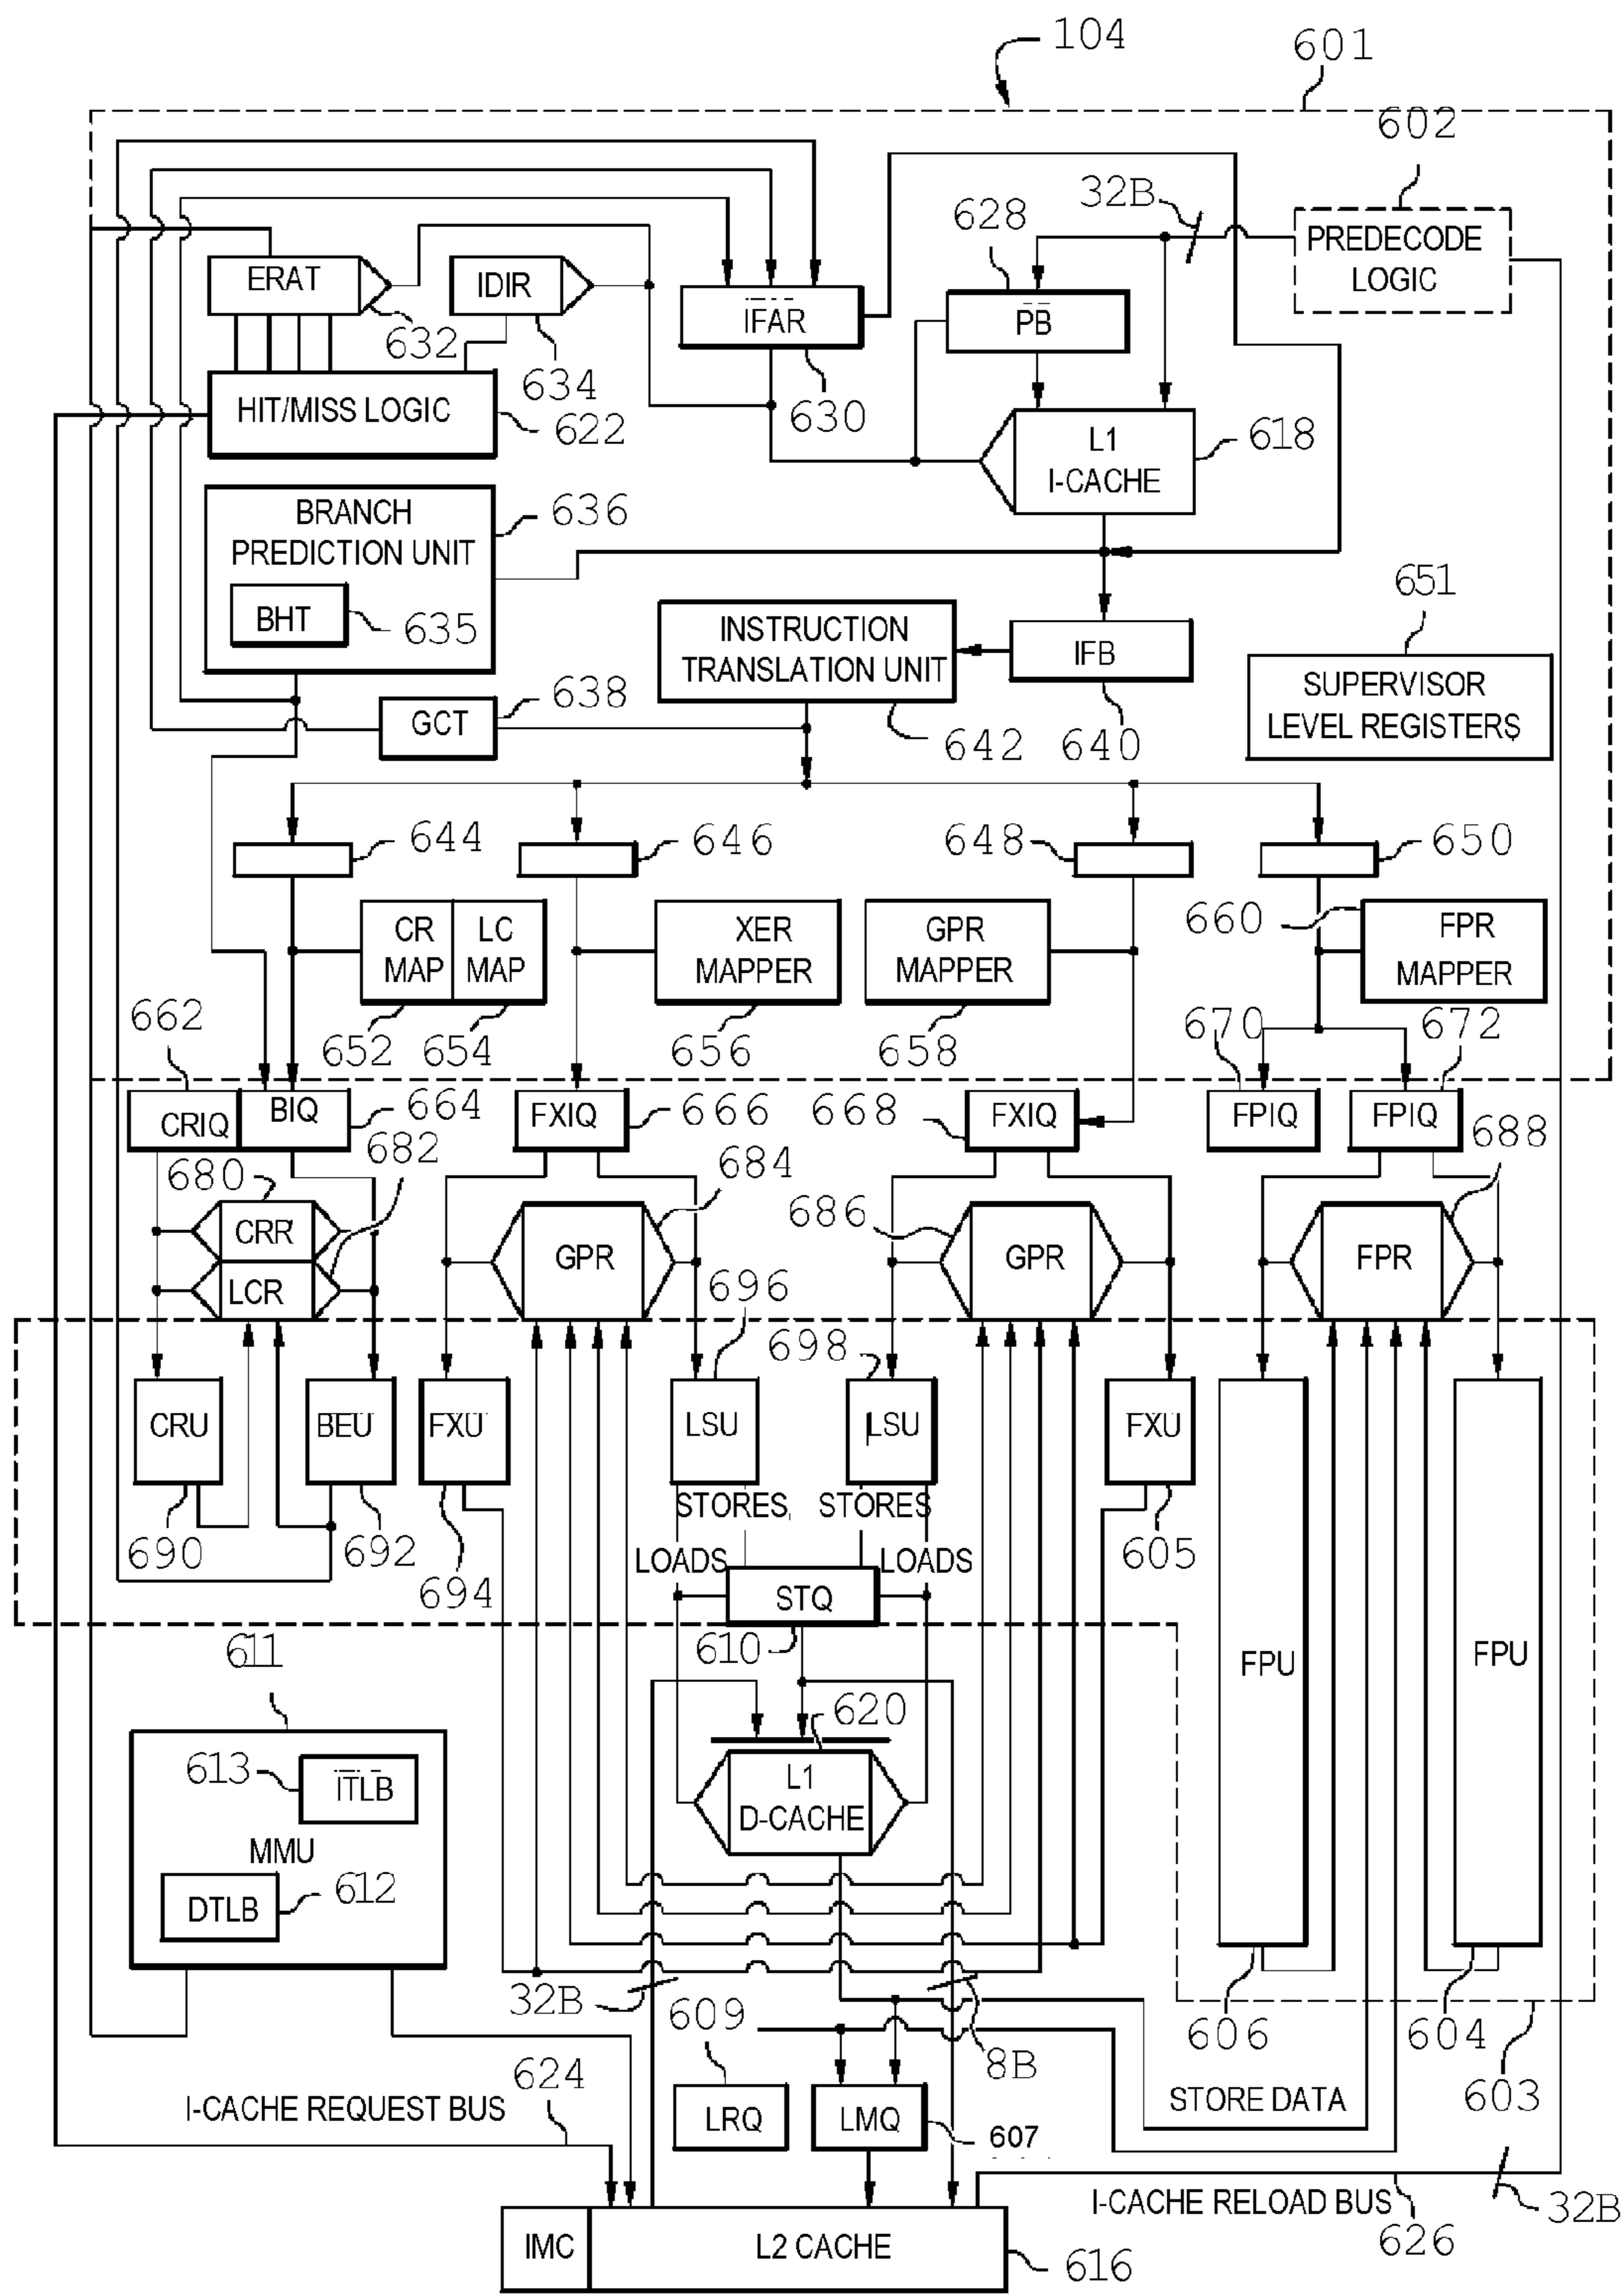 104
601
602
32B
628
PREDECODE
LOGIC
ERAT
IDIR
IFAR
PB
632
634
630
HIT/MISS LOGIC
622
L1
I-CACHE
618
BRANCH
PREDICTION UNIT
636
BHT
635
INSTRUCTION
TRANSLATION UNIT
IFB
651
SUPERVISOR
LEVEL REGISTERS
GCT
638
642
640
644
646
648
650
660
CR
MAP
LC
MAP
XER
MAPPER
GPR
MAPPER
FPR
MAPPER
662
652
654
656
658
670
672
CRIQ
BIQ
664
FXIQ
666
668
FXIQ
FPIQ
FPIQ
688
680
682
684
686
CRR
LCR
GPR
GPR
FPR
696
698
CRU
BEU
FXU
LSU
LSU
FXU
STORES
STORES
690
692
694
LOADS
LOADS
605
STQ
610
611
FPU
FPU
620
613
ITLB
L1
D-CACHE
MMU
DTLB
612
32B
609
8B
606
604
603
624
I-CACHE REQUEST BUS
LRQ
LMQ
607
STORE DATA
I-CACHE RELOAD BUS
626
32B
IMC
L2 CACHE
616